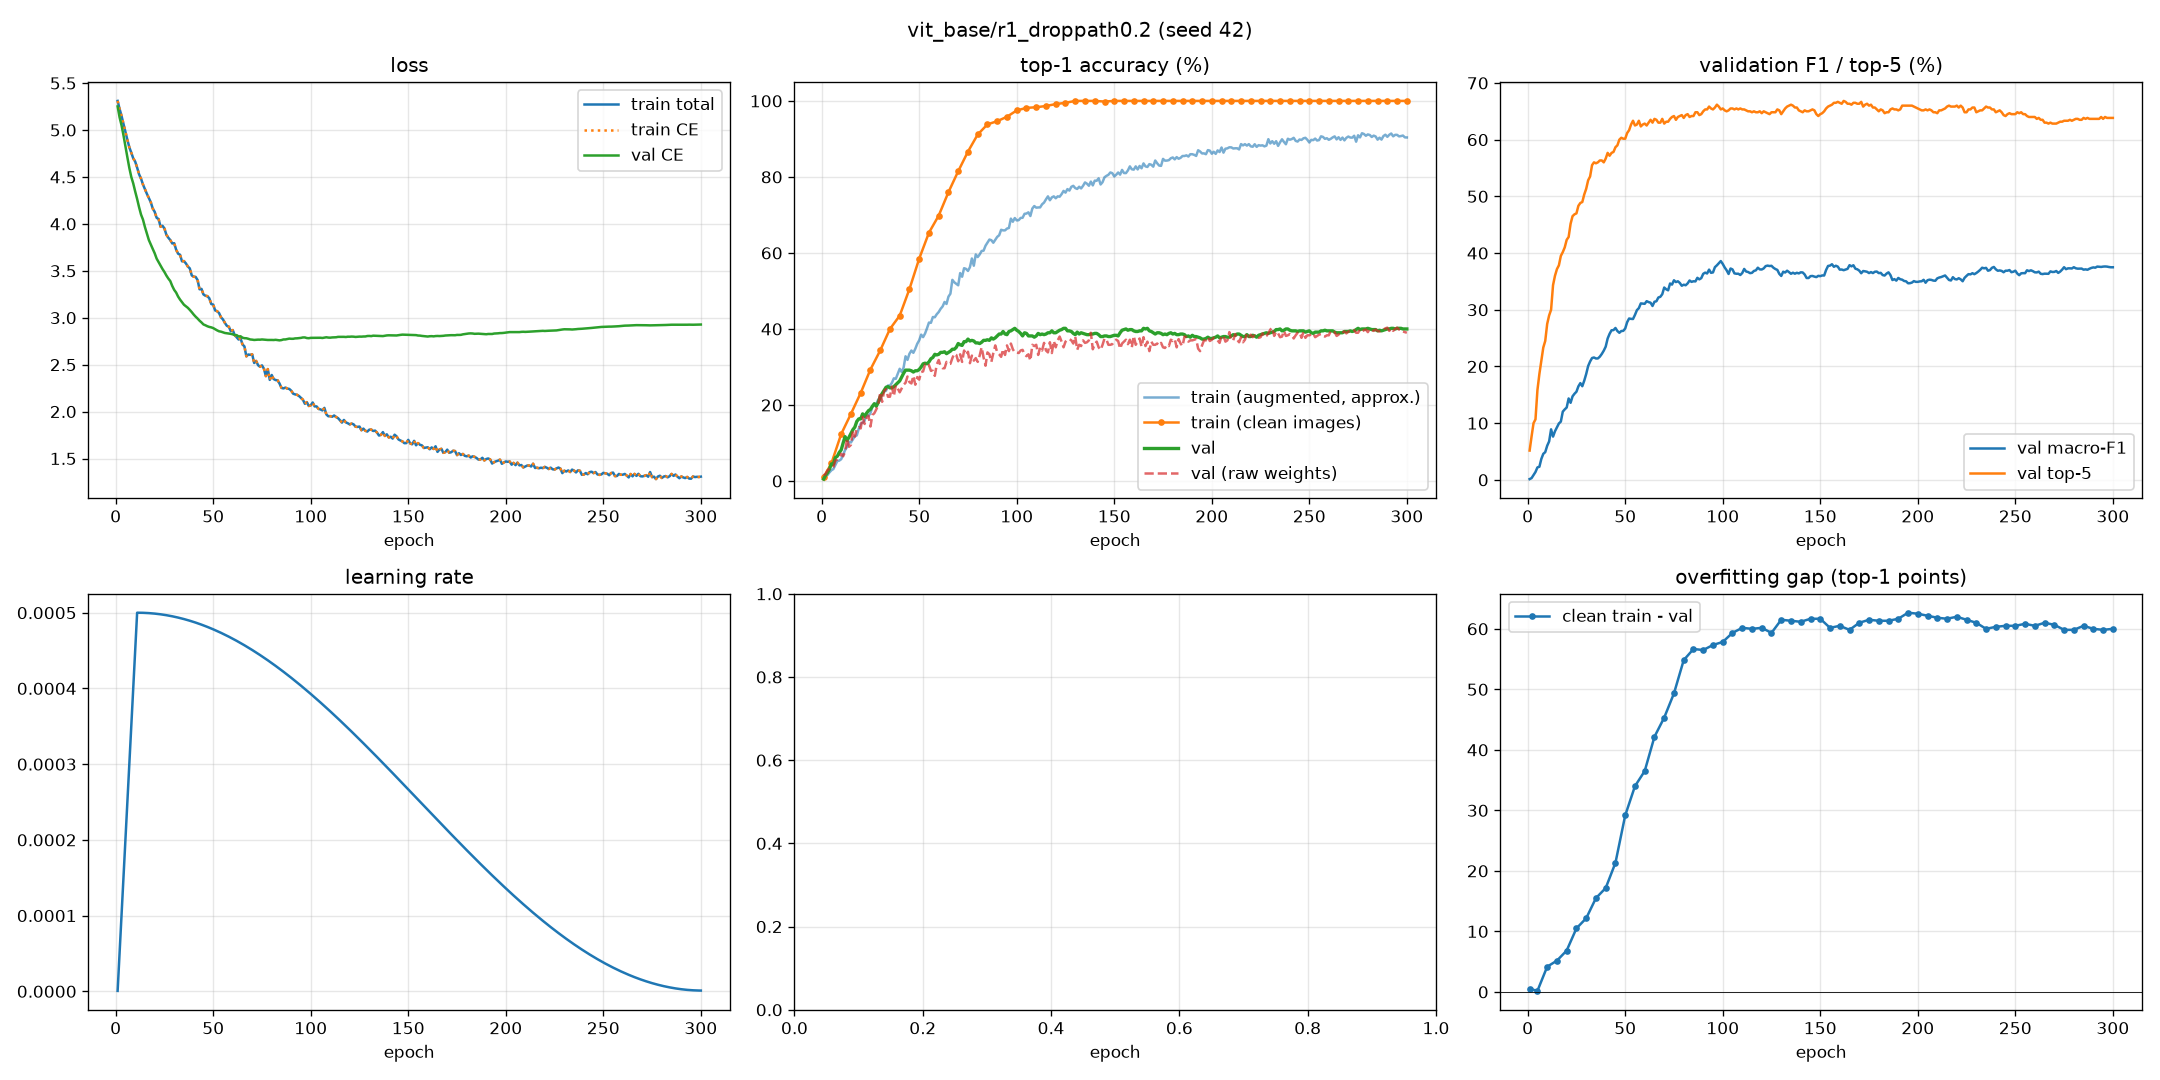 vit_base/r1_droppath0.2 (seed 42)
loss
5.5
5.0
4.5
4.0
3.5
3.0
2.5
2.0
1.5
train total
train CE
val CE
0 50 100 150 200 250 300
epoch
top-1 accuracy (%)
100
80
60
40
20
0
train (augmented, approx.)
train (clean images)
val
val (raw weights)
0 50 100 150 200 250 300
epoch
validation F1 / top-5 (%)
70
60
50
40
30
20
10
0
val macro-F1
val top-5
0 50 100 150 200 250 300
epoch
learning rate
0.0005
0.0004
0.0003
0.0002
0.0001
0.0000
0 50 100 150 200 250 300
epoch
1.0
0.8
0.6
0.4
0.2
0.0
0.0 0.2 0.4 0.6 0.8 1.0
epoch
overfitting gap (top-1 points)
clean train - val
60
50
40
30
20
10
0
0 50 100 150 200 250 300
epoch